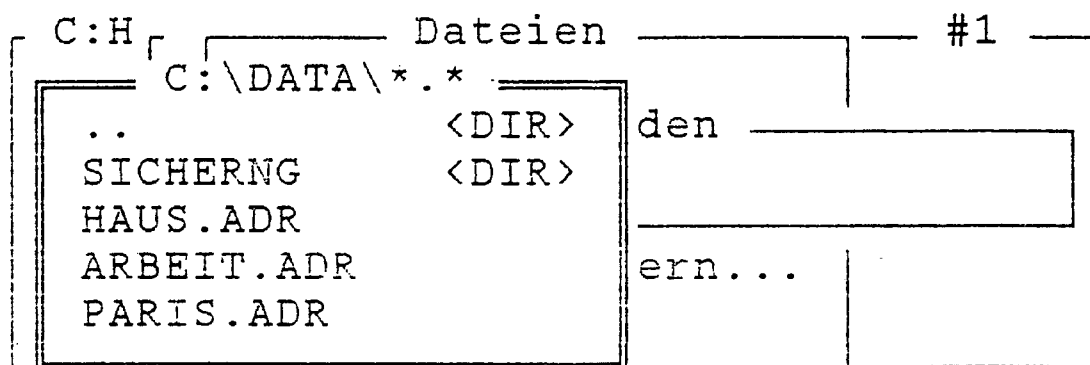 C:H Dateien #1
C:\DATA\*.*
.. <DIR> den
SICHERNG <DIR>
HAUS.ADR
ARBEIT.ADR ern...
PARIS.ADR